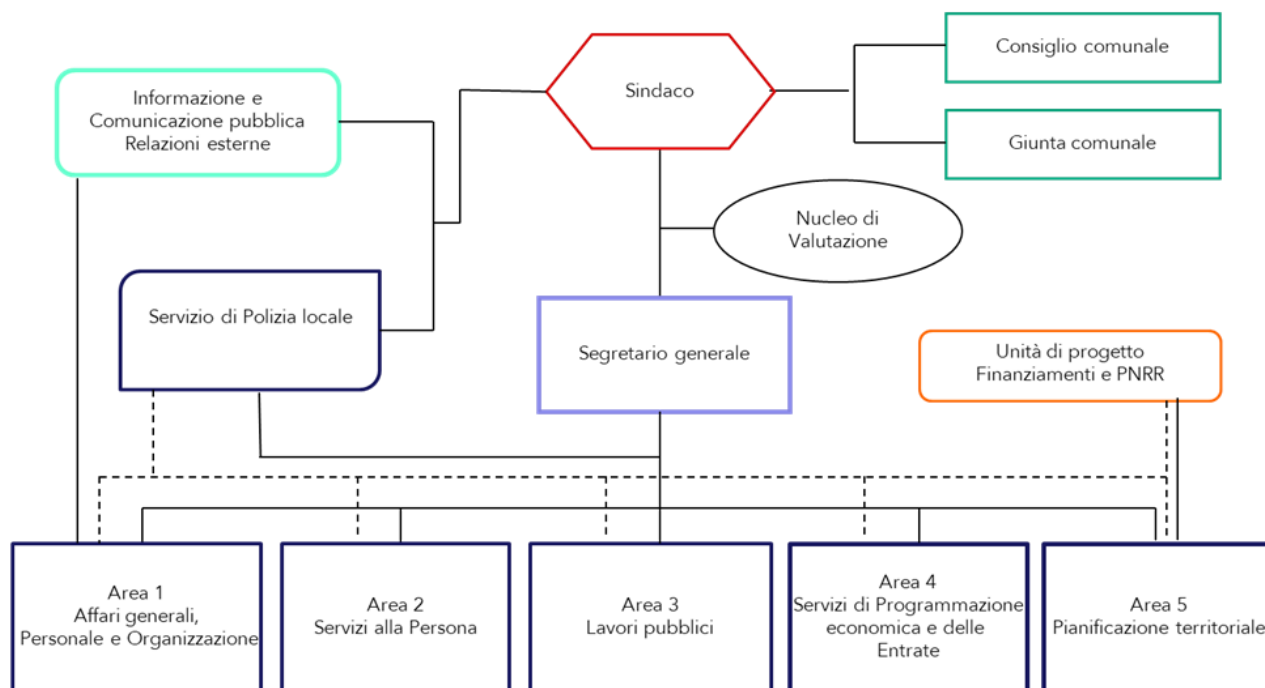 Sindaco
Consiglio comunale
Giunta comunale
Informazione e
Comunicazione pubblica
Relazioni esterne
Nucleo di
Valutazione
Servizio di Polizia locale
Segretario generale
Unità di progetto
Finanziamenti e PNRR
Area 1
Affari generali,
Personale e Organizzazione
Area 2
Servizi alla Persona
Area 3
Lavori pubblici
Area 4
Servizi di Programmazione
economica e delle
Entrate
Area 5
Pianificazione territoriale